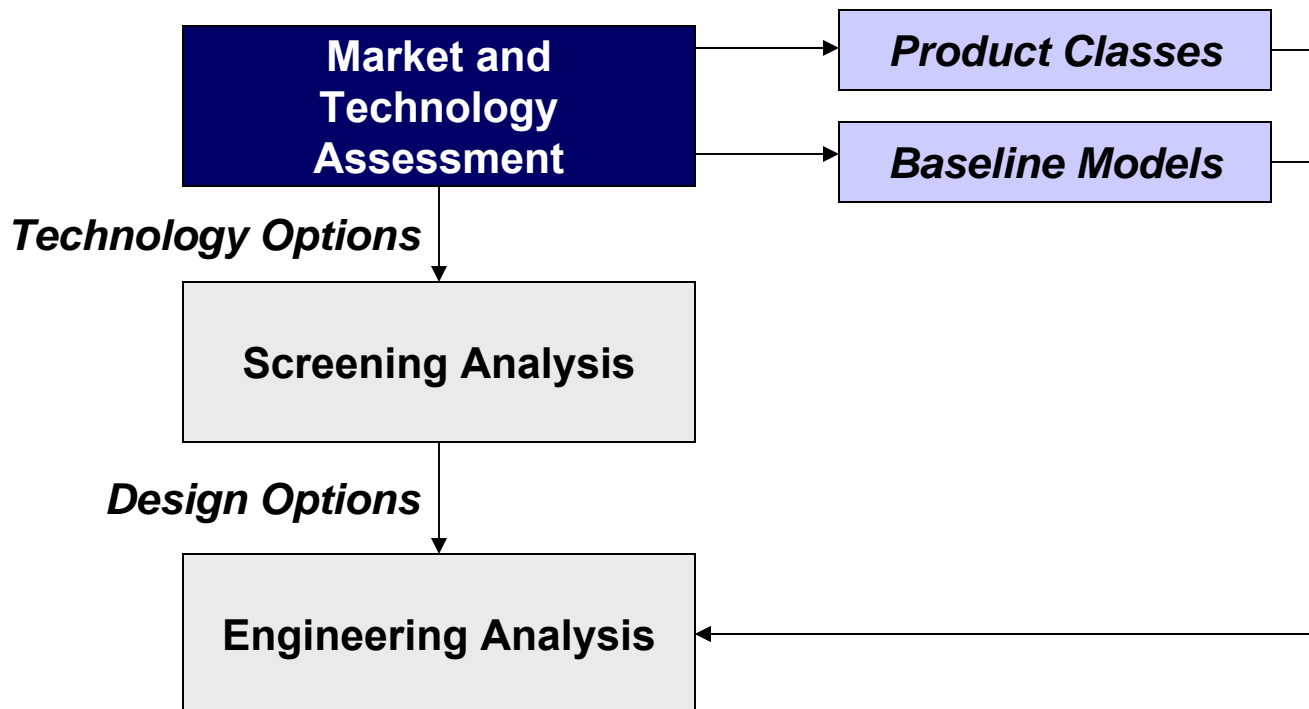 Market and
Technology
Assessment
Product Classes
Baseline Models
Technology Options
Screening Analysis
Design Options
Engineering Analysis